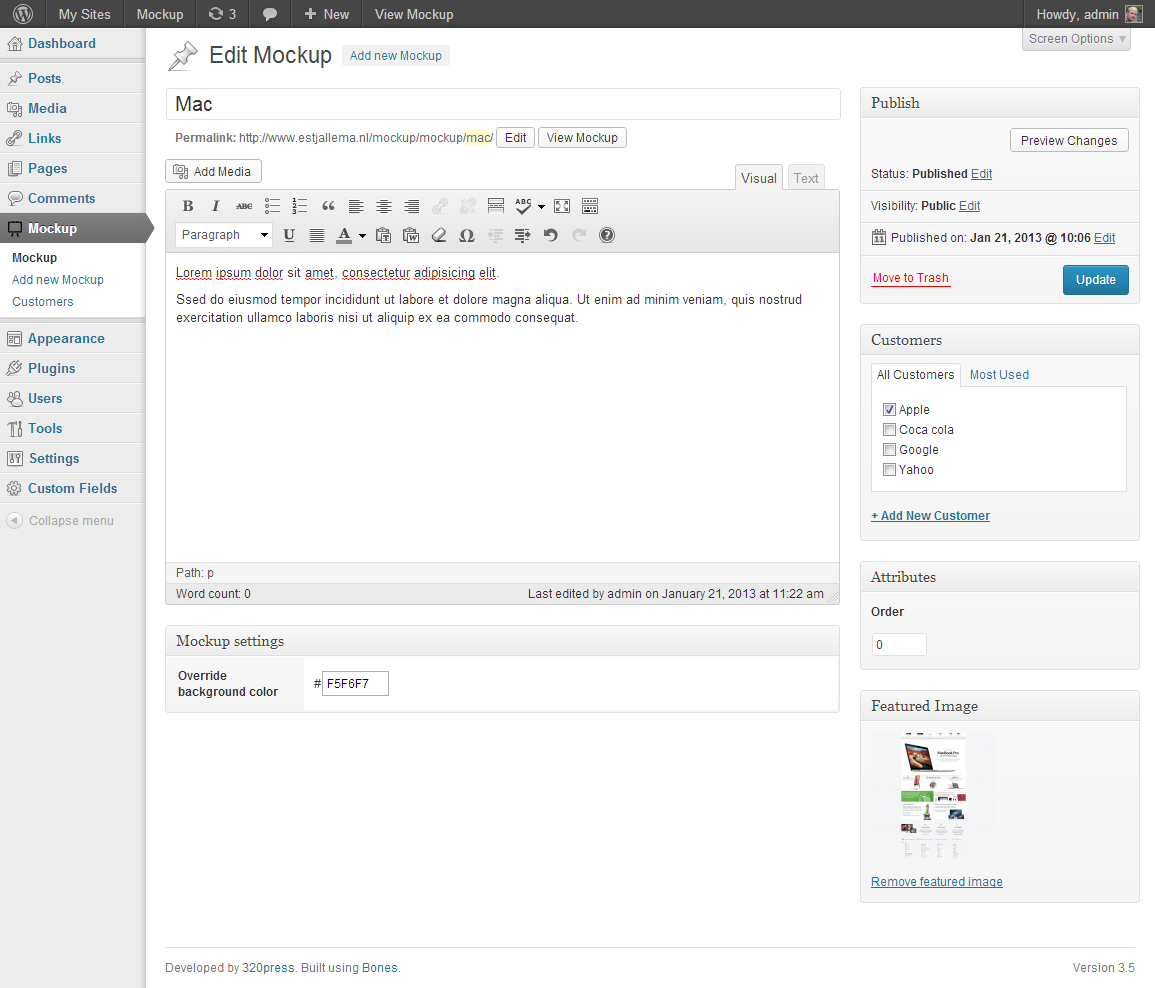 My Sites Mockup 3 New View Mockup Howdy, admin
Screen Options
Dashboard
Posts
Media
Links
Pages
Comments
Mockup
Mockup
Add new Mockup
Customers
Appearance
Plugins
Users
Tools
Settings
Custom Fields
Collapse menu
Edit Mockup Add new Mockup
Mac
Permalink: http://www.estjallema.nl/mockup/mockup/mac/ Edit View Mockup
Add Media
Visual Text
B I ABC ABC
Paragraph U A
Lorem ipsum dolor sit amet, consectetur adipisicing elit.
Ssed do eiusmod tempor incididunt ut labore et dolore magna aliqua. Ut enim ad minim veniam, quis nostrud
exercitation ullamco laboris nisi ut aliquip ex ea commodo consequat.
Path: p
Word count: 0 Last edited by admin on January 21, 2013 at 11:22 am
Mockup settings
Override
background color
# F5F6F7
Publish
Preview Changes
Status: Published Edit
Visibility: Public Edit
Published on: Jan 21, 2013 @ 10:06 Edit
Move to Trash Update
Customers
All Customers Most Used
Apple
Coca cola
Google
Yahoo
+ Add New Customer
Attributes
Order
0
Featured Image
MacBook Pro
Remove featured image
Developed by 320press. Built using Bones. Version 3.5